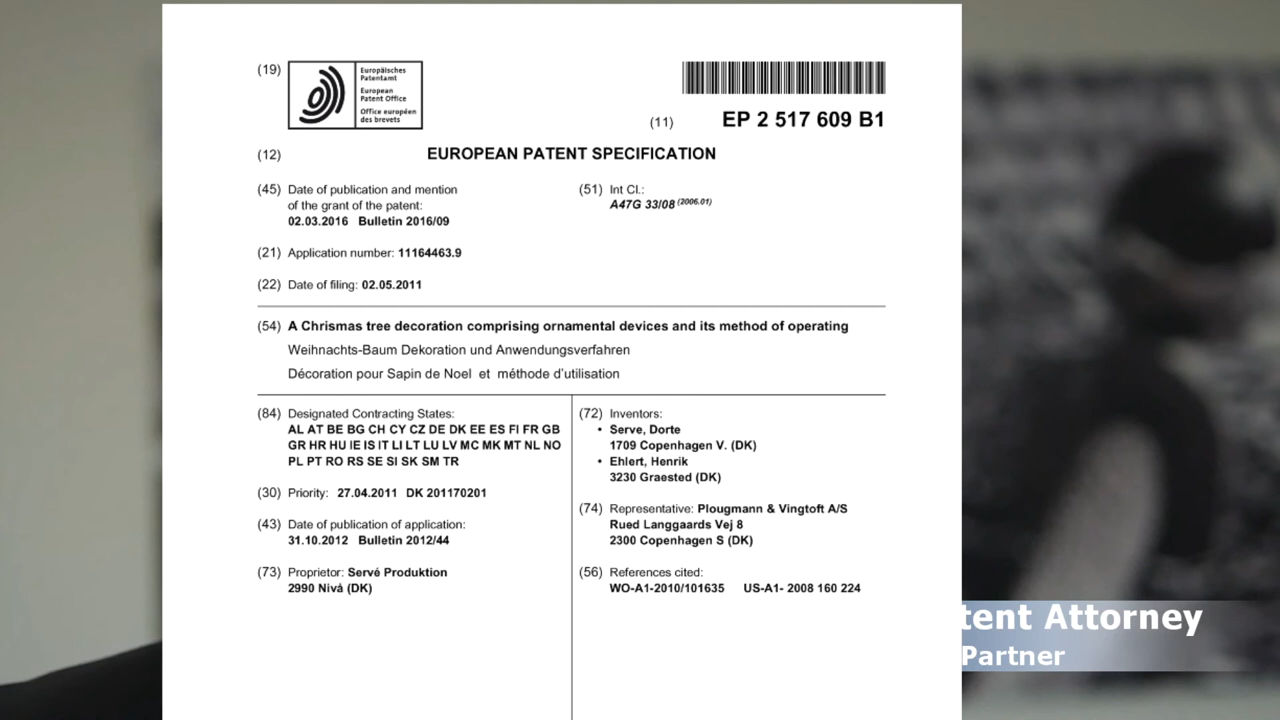 (19)
Europäisches
Patentamt
European
Patent Office
Office européen
des brevets
(11) EP 2 517 609 B1
(12) EUROPEAN PATENT SPECIFICATION
(45) Date of publication and mention
of the grant of the patent:
02.03.2016 Bulletin 2016/09
(51) Int Cl.:
A47G 33/08 (2006.01)
(21) Application number: 11164463.9
(22) Date of filing: 02.05.2011
(54) A Chrismas tree decoration comprising ornamental devices and its method of operating
Weihnachts-Baum Dekoration und Anwendungsverfahren
Décoration pour Sapin de Noel et méthode d'utilisation
(84) Designated Contracting States:
AL AT BE BG CH CY CZ DE DK EE ES FI FR GB
GR HR HU IE IS IT LI LT LU LV MC MK MT NL NO
PL PT RO RS SE SI SK SM TR
(30) Priority: 27.04.2011 DK 201170201
(43) Date of publication of application:
31.10.2012 Bulletin 2012/44
(73) Proprietor: Servé Produktion
2990 Nivå (DK)
(72) Inventors:
• Serve, Dorte
1709 Copenhagen V. (DK)
• Ehlert, Henrik
3230 Graested (DK)
(74) Representative: Plougmann & Vingtoft A/S
Rued Langgaards Vej 8
2300 Copenhagen S (DK)
(56) References cited:
WO-A1-2010/101635 US-A1- 2008 160 224
tent Attorney
Partner